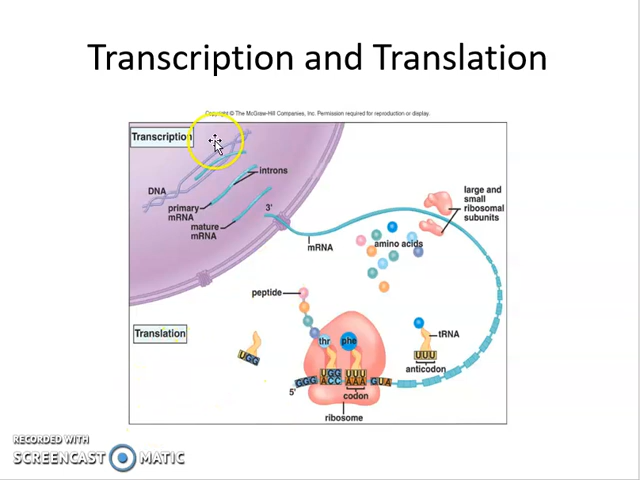 Transcription and Translation
Copyright © The McGraw-Hill Companies, Inc. Permission required for reproduction or display.
Transcription
introns
DNA
primary
mRNA
mature
mRNA
3'
mRNA
large and
small
ribosomal
subunits
amino acids
peptide
Translation
thr
phe
tRNA
UGG
UUU
anticodon
UGG UUU
5' GGG ACC AAA GUA
codon
ribosome
RECORDED WITH
SCREENCAST MATIC